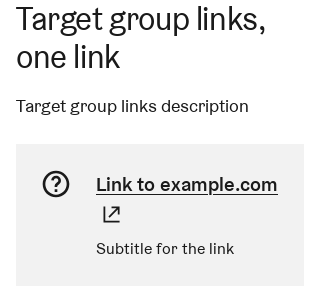 Target group links,
one link
Target group links description
Link to example.com
Subtitle for the link